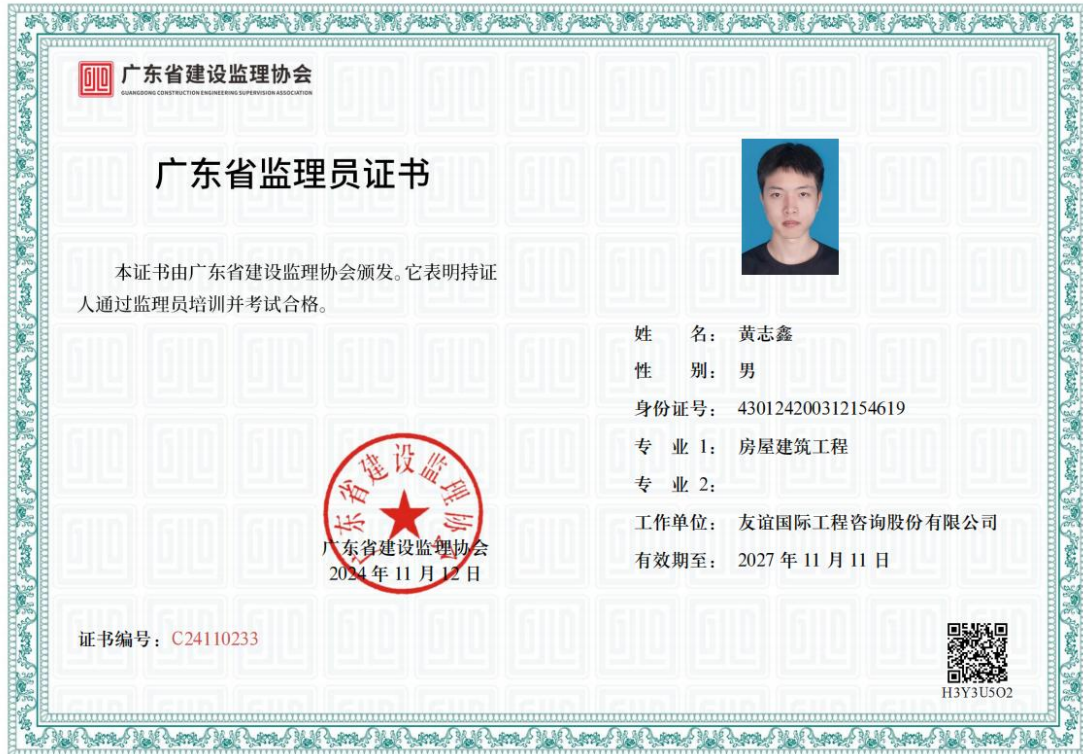 广东省建设监理协会
GUANGDONG CONSTRUCTION ENGINEERING SUPERVISION ASSOCIATION
广东省监理员证书
本证书由广东省建设监理协会颁发。它表明持证
人通过监理员培训并考试合格。
姓 名： 黄志鑫
性 别： 男
身份证号： 430124200312154619
专 业 1： 房屋建筑工程
专 业 2：
工作单位： 友谊国际工程咨询股份有限公司
有效期至： 2027 年 11 月 11 日
广东省建设监理协会
广东省建设监理协会
2024 年 11 月 12 日
证书编号：C24110233
H3Y3U5O2